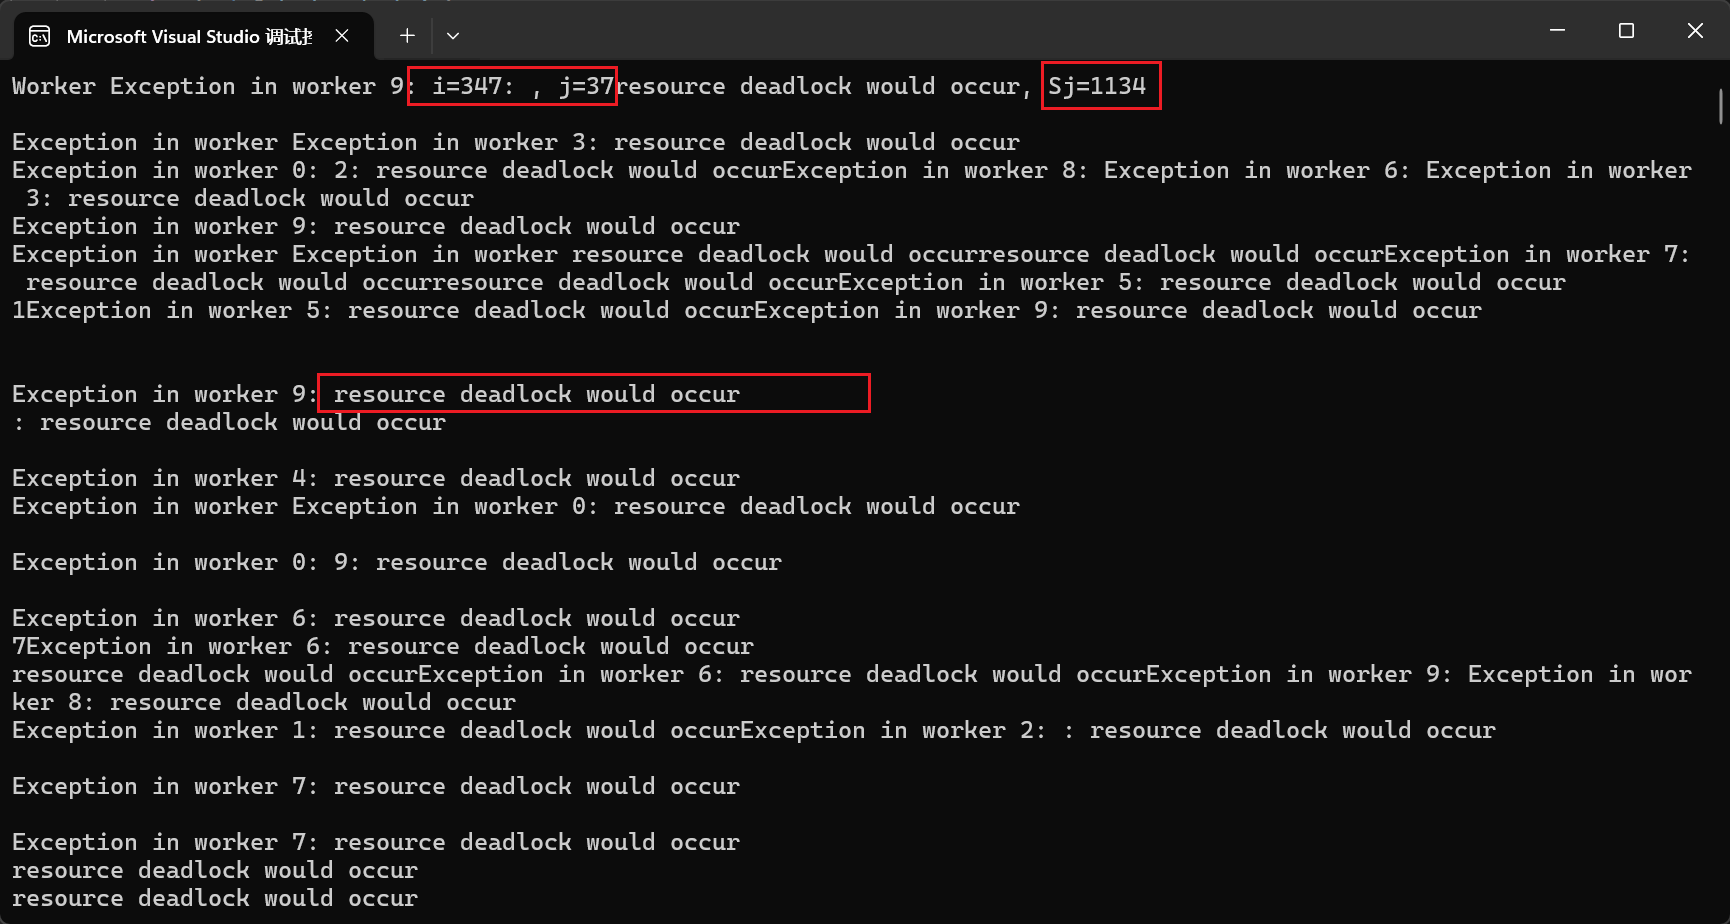 Microsoft Visual Studio 调试控
Worker Exception in worker 9: i=347: , j=37resource deadlock would occur, Sj=1134
Exception in worker Exception in worker 3: resource deadlock would occur
Exception in worker 0: 2: resource deadlock would occurException in worker 8: Exception in worker 6: Exception in worker
3: resource deadlock would occur
Exception in worker 9: resource deadlock would occur
Exception in worker Exception in worker resource deadlock would occurresource deadlock would occurException in worker 7:
resource deadlock would occurresource deadlock would occurException in worker 5: resource deadlock would occur
1Exception in worker 5: resource deadlock would occurException in worker 9: resource deadlock would occur
Exception in worker 9: resource deadlock would occur
: resource deadlock would occur
Exception in worker 4: resource deadlock would occur
Exception in worker Exception in worker 0: resource deadlock would occur
Exception in worker 0: 9: resource deadlock would occur
Exception in worker 6: resource deadlock would occur
7Exception in worker 6: resource deadlock would occur
resource deadlock would occurException in worker 6: resource deadlock would occurException in worker 9: Exception in wor
ker 8: resource deadlock would occur
Exception in worker 1: resource deadlock would occurException in worker 2: : resource deadlock would occur
Exception in worker 7: resource deadlock would occur
Exception in worker 7: resource deadlock would occur
resource deadlock would occur
resource deadlock would occur